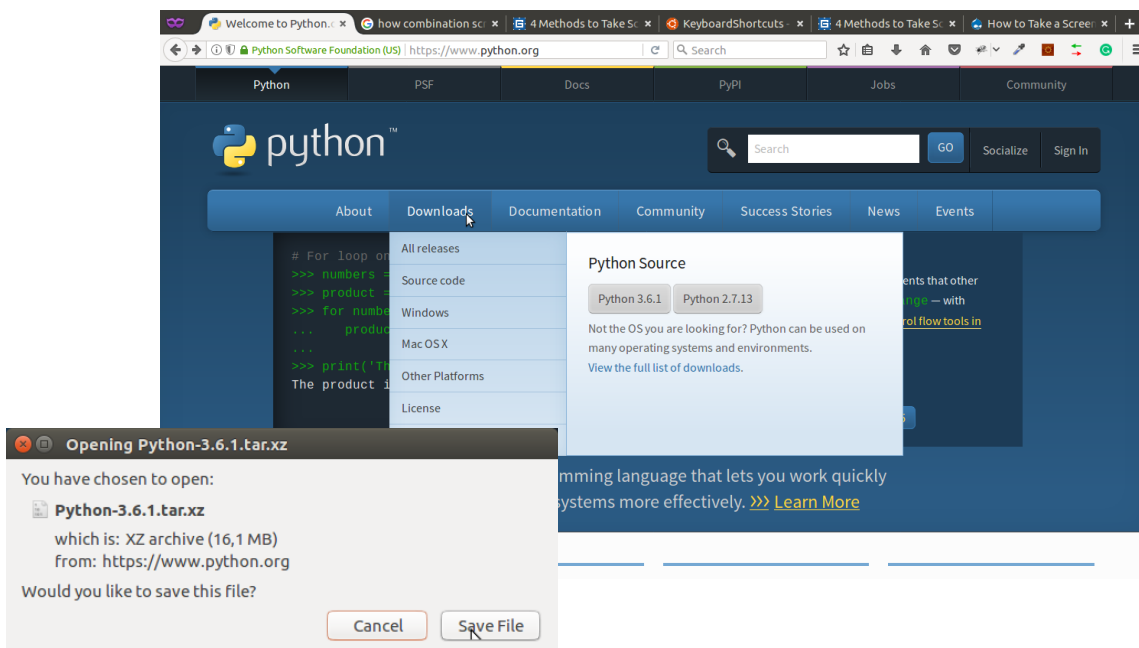 Welcome to Python.
how combination sc
4 Methods to Take Sc
KeyboardShortcuts -
4 Methods to Take Sc
How to Take a Screen
Python Software Foundation (US) https://www.python.org
Search
Python PSF Docs PyPI Jobs Community
python™
Search GO Socialize Sign In
About Downloads Documentation Community Success Stories News Events
# For loop on
>>> numbers =
>>> product =
>>> for numbe
... produc
...
>>> print('Th
The product i
All releases
Source code
Windows
Mac OS X
Other Platforms
License
Python Source
Python 3.6.1 Python 2.7.13
Not the OS you are looking for? Python can be used on
many operating systems and environments.
View the full list of downloads.
ents that other
nge — with
rol flow tools in
mming language that lets you work quickly
systems more effectively. >>> Learn More
Opening Python-3.6.1.tar.xz
You have chosen to open:
Python-3.6.1.tar.xz
which is: XZ archive (16,1 MB)
from: https://www.python.org
Would you like to save this file?
Cancel Save File